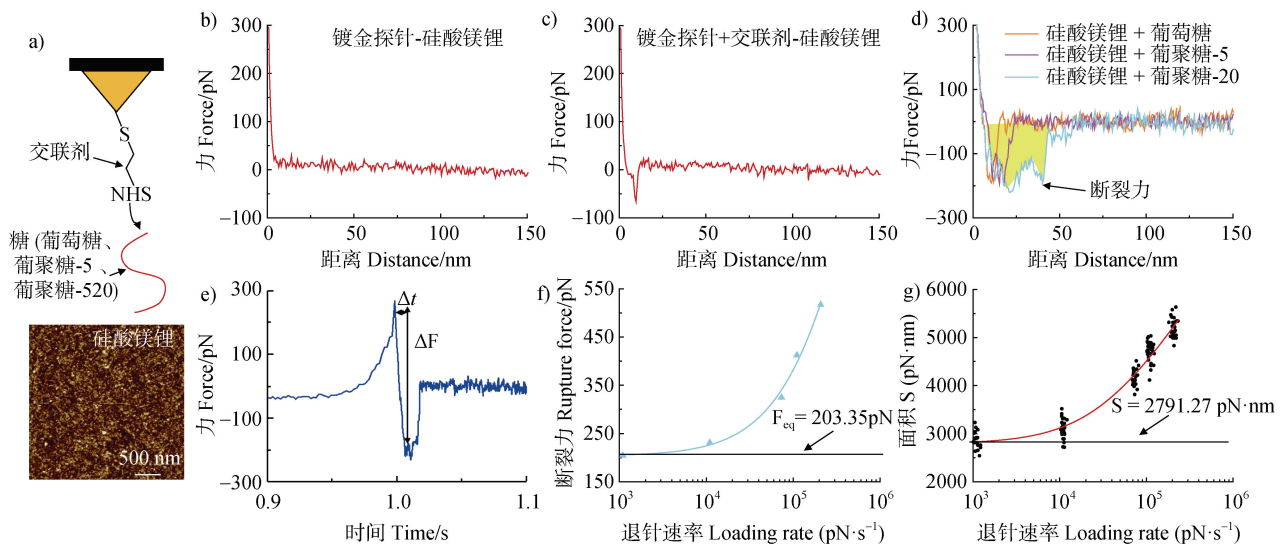 a)
S
交联剂
NHS
糖 (葡萄糖、
葡聚糖-5 、
葡聚糖-520)
硅酸镁锂
500 nm
b)
镀金探针-硅酸镁锂
力 Force/pN
300
200
100
0
−100
0
50
100
150
距离 Distance/nm
c)
镀金探针+交联剂-硅酸镁锂
力 Force/pN
300
200
100
0
−100
0
50
100
150
距离 Distance/nm
d)
硅酸镁锂 + 葡萄糖
硅酸镁锂 + 葡聚糖-5
硅酸镁锂 + 葡聚糖-20
力Force/pN
300
100
−100
−300
断裂力
0
50
100
150
距离 Distance/nm
e)
Δt
ΔF
力 Force/pN
300
100
−100
−300
0.9
1.0
1.1
时间 Time/s
f)
断裂力 Rupture force/pN
550
450
350
250
150
Feq = 203.35pN
10³
10⁴
10⁵
10⁶
退针速率 Loading rate (pN·s⁻¹)
g)
面积 S (pN·nm)
6000
5000
4000
3000
2000
S = 2791.27 pN·nm
10³
10⁴
10⁵
10⁶
退针速率 Loading rate (pN·s⁻¹)